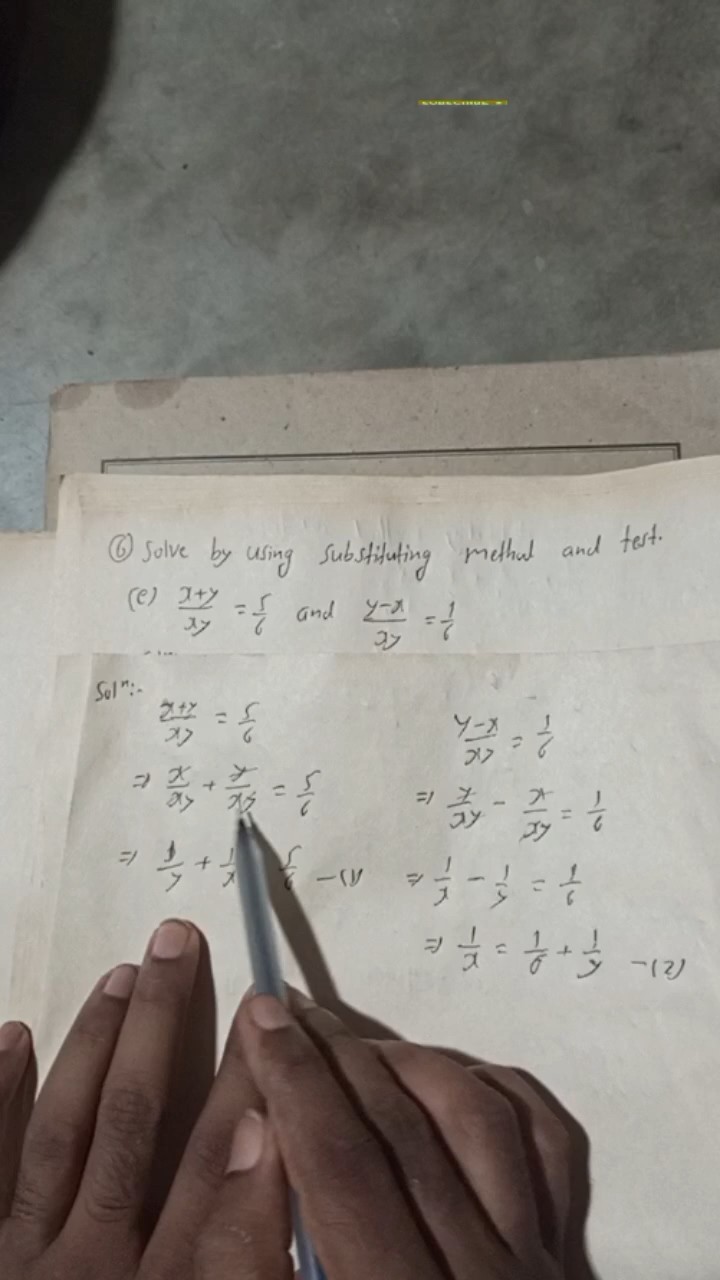 ⑥ Solve by using substituting methud and test.
(e) x+y/xy = 5/6 and y-x/xy = 1/6
Solⁿ:-
x+y/xy = 5/6
y-x/xy = 1/6
⇒ x/xy + y/xy = 5/6
⇒ y/xy - x/xy = 1/6
⇒ 1/y + 1/x 5/6 —(1)
⇒ 1/x - 1/y = 1/6
⇒ 1/x = 1/6 + 1/y —(2)